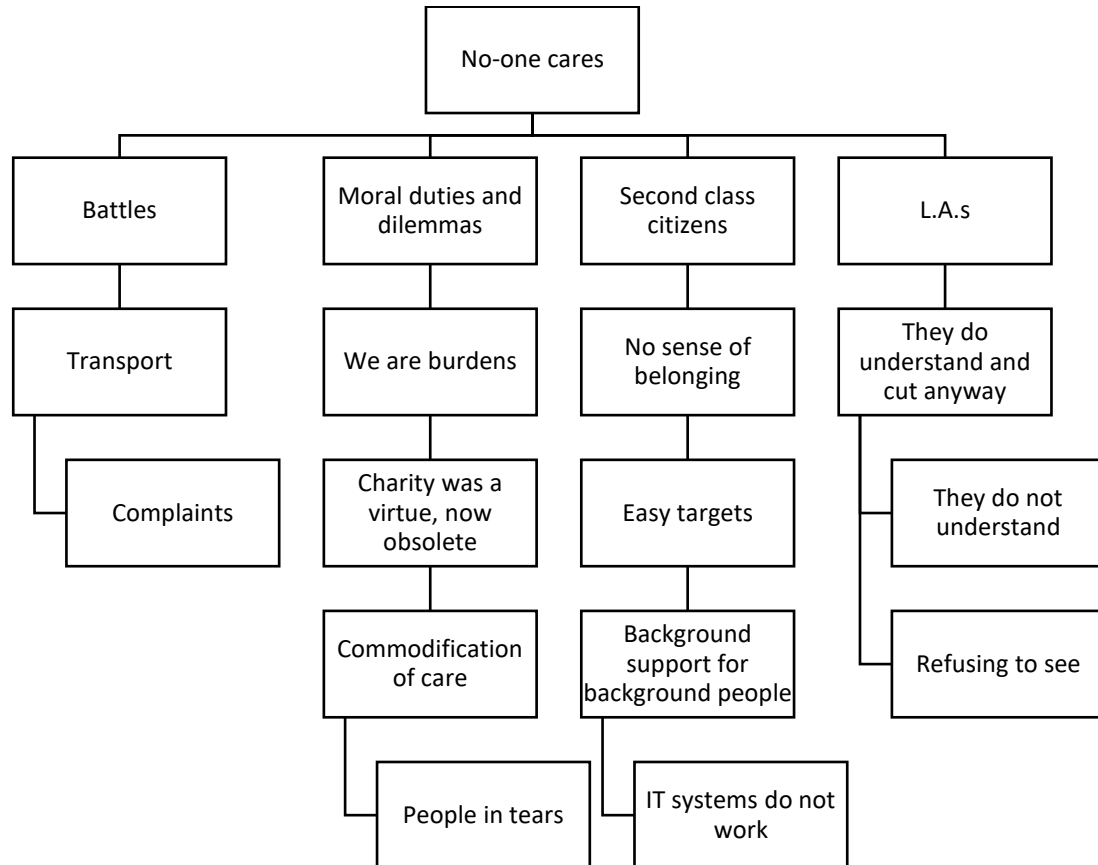 No-one cares
Battles
Moral duties and
dilemmas
Second class
citizens
L.A.s
Transport
We are burdens
No sense of
belonging
They do
understand and
cut anyway
Complaints
Charity was a
virtue, now
obsolete
Easy targets
They do not
understand
Commodification
of care
Background
support for
background people
Refusing to see
People in tears
IT systems do not
work